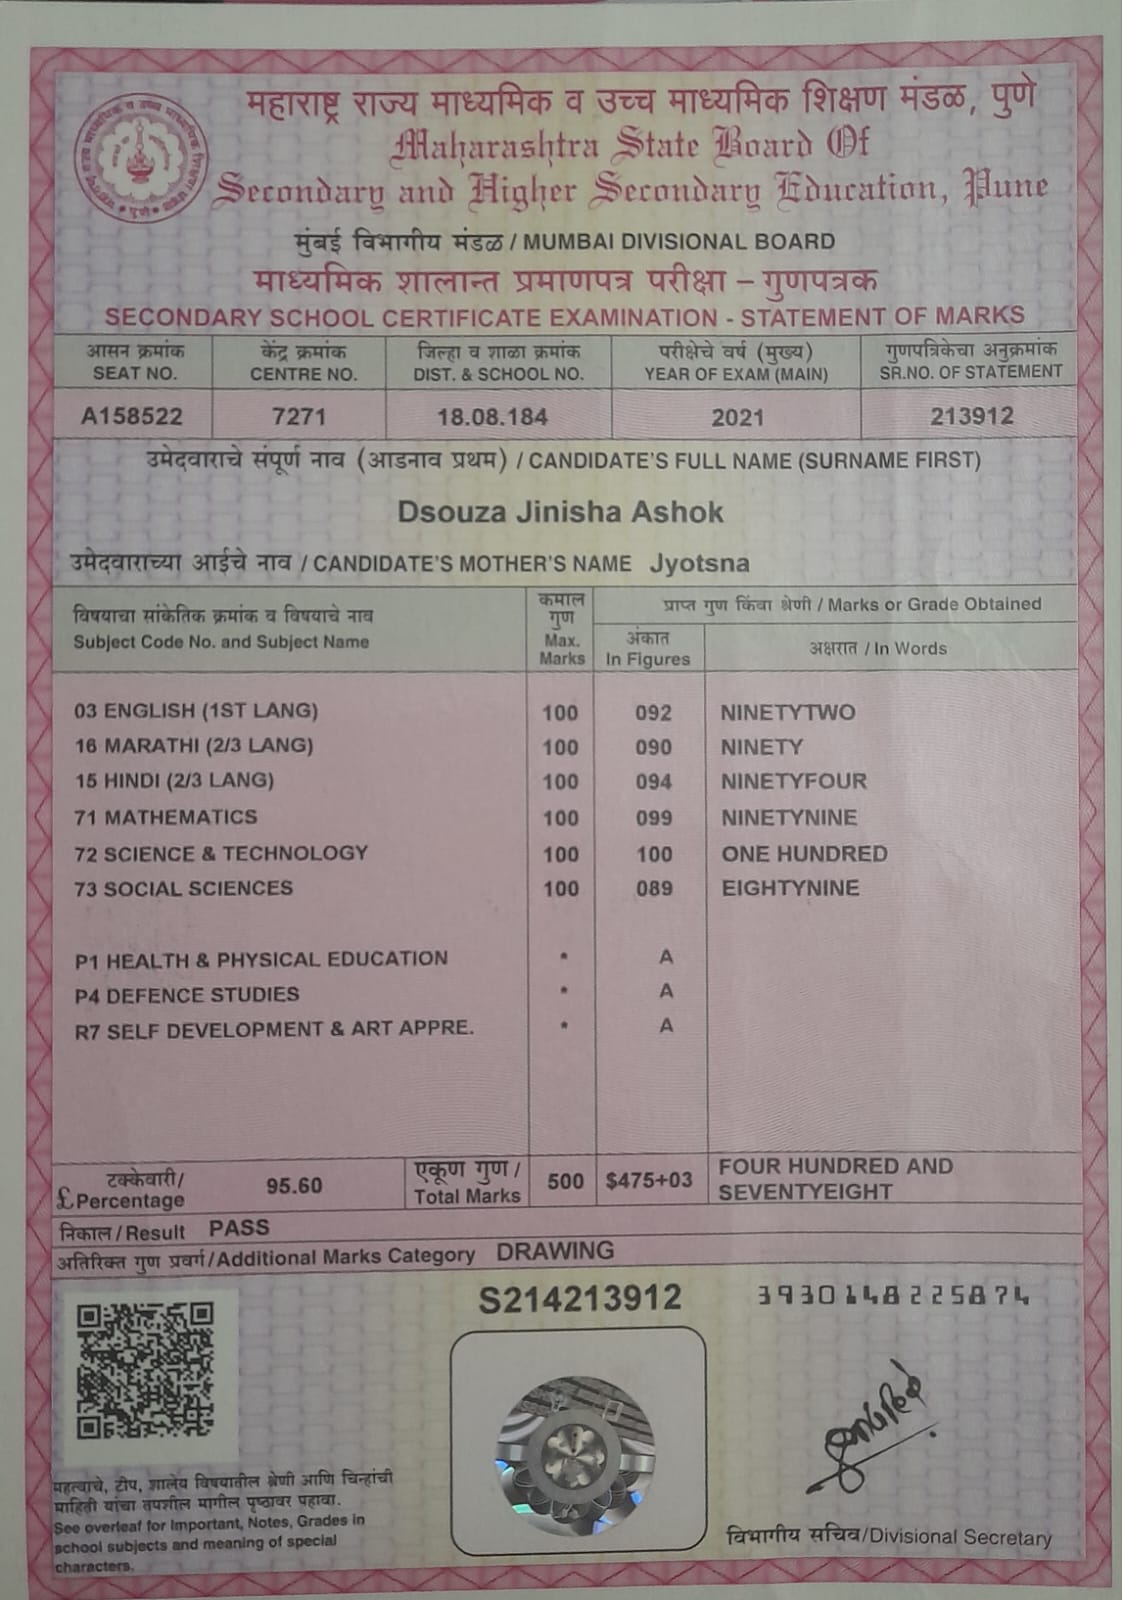 महाराष्ट्र राज्य माध्यमिक व उच्च माध्यमिक शिक्षण मंडळ, पुणे
Maharashtra State Board Of
Secondary and Higher Secondary Education, Pune
मुंबई विभागीय मंडळ / MUMBAI DIVISIONAL BOARD
माध्यमिक शालान्त प्रमाणपत्र परीक्षा – गुणपत्रक
SECONDARY SCHOOL CERTIFICATE EXAMINATION - STATEMENT OF MARKS
आसन क्रमांक केंद्र क्रमांक जिल्हा व शाळा क्रमांक परीक्षेचे वर्ष (मुख्य) गुणपत्रिकेचा अनुक्रमांक
SEAT NO. CENTRE NO. DIST. & SCHOOL NO. YEAR OF EXAM (MAIN) SR.NO. OF STATEMENT
A158522 7271 18.08.184 2021 213912
उमेदवाराचे संपूर्ण नाव (आडनाव प्रथम) / CANDIDATE'S FULL NAME (SURNAME FIRST)
Dsouza Jinisha Ashok
उमेदवाराच्या आईचे नाव / CANDIDATE'S MOTHER'S NAME Jyotsna
विषयाचा सांकेतिक क्रमांक व विषयाचे नाव
Subject Code No. and Subject Name
कमाल
गुण
Max.
Marks
प्राप्त गुण किंवा श्रेणी / Marks or Grade Obtained
अंकात
In Figures
अक्षरात / In Words
03 ENGLISH (1ST LANG) 100 092 NINETYTWO
16 MARATHI (2/3 LANG) 100 090 NINETY
15 HINDI (2/3 LANG) 100 094 NINETYFOUR
71 MATHEMATICS 100 099 NINETYNINE
72 SCIENCE & TECHNOLOGY 100 100 ONE HUNDRED
73 SOCIAL SCIENCES 100 089 EIGHTYNINE
P1 HEALTH & PHYSICAL EDUCATION * A
P4 DEFENCE STUDIES * A
R7 SELF DEVELOPMENT & ART APPRE. * A
टक्केवारी/
£Percentage
95.60
एकूण गुण /
Total Marks
500 $475+03
FOUR HUNDRED AND
SEVENTYEIGHT
निकाल / Result PASS
अतिरिक्त गुण प्रवर्ग/Additional Marks Category DRAWING
S214213912
3930148225874
महत्वाचे, टीप, शालेय विषयातील श्रेणी आणि चिन्हांची
माहिती यांचा तपशील मागील पृष्ठावर पहावा.
See overleaf for Important, Notes, Grades in
school subjects and meaning of special
characters.
विभागीय सचिव/Divisional Secretary